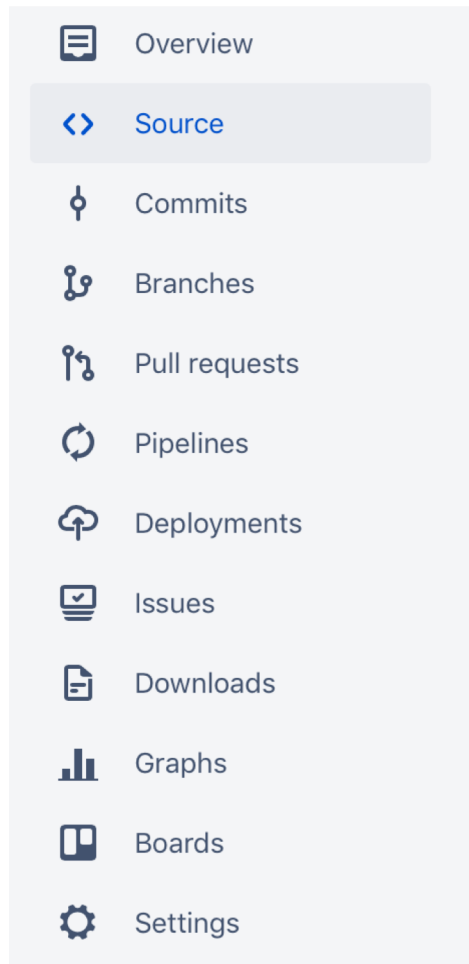 Overview
Source
Commits
Branches
Pull requests
Pipelines
Deployments
Issues
Downloads
Graphs
Boards
Settings